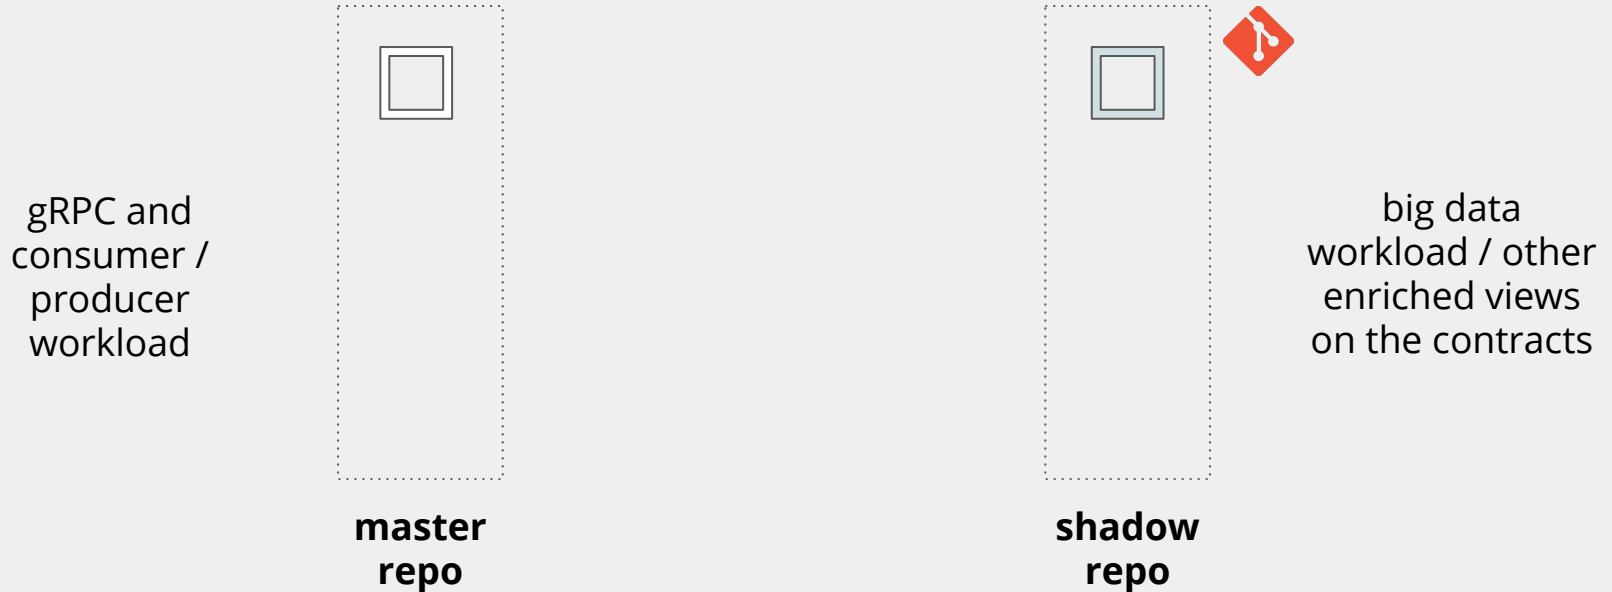 gRPC and
consumer /
producer
workload
master
repo
shadow
repo
big data
workload / other
enriched views
on the contracts